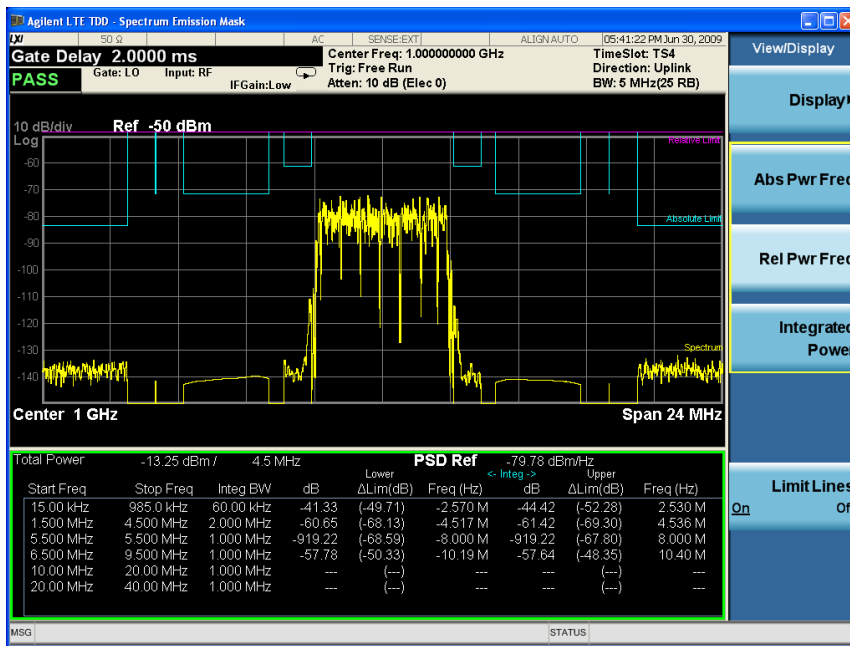 Agilent LTE TDD - Spectrum Emission Mask
LXI 50 Ω AC SENSE:EXT ALIGN AUTO 05:41:22 PM Jun 30, 2009
Gate Delay 2.0000 ms
Center Freq: 1.000000000 GHz
TimeSlot: TS4
PASS
Gate: LO Input: RF
IFGain:Low
Trig: Free Run
Atten: 10 dB (Elec 0)
Direction: Uplink
BW: 5 MHz(25 RB)
10 dB/div Ref -50 dBm
Log
Relative Limit
-60
-70
-80
Absolute Limit
-90
-100
-110
-120
-130
Spectrum
-140
Center 1 GHz Span 24 MHz
Total Power -13.25 dBm / 4.5 MHz PSD Ref -79.78 dBm/Hz
Lower <- Integ -> Upper
Start Freq Stop Freq Integ BW dB ΔLim(dB) Freq (Hz) dB ΔLim(dB) Freq (Hz)
15.00 kHz 985.0 kHz 60.00 kHz -41.33 (-49.71) -2.570 M -44.42 (-52.28) 2.530 M
1.500 MHz 4.500 MHz 2.000 MHz -60.65 (-68.13) -4.517 M -61.42 (-69.30) 4.536 M
5.500 MHz 5.500 MHz 1.000 MHz -919.22 (-68.59) -8.000 M -919.22 (-67.80) 8.000 M
6.500 MHz 9.500 MHz 1.000 MHz -57.78 (-50.33) -10.19 M -57.64 (-48.35) 10.40 M
10.00 MHz 20.00 MHz 1.000 MHz --- (---) --- --- (---) ---
20.00 MHz 40.00 MHz 1.000 MHz --- (---) --- --- (---) ---
MSG STATUS
View/Display
Display
Abs Pwr Freq
Rel Pwr Freq
Integrated
Power
Limit Lines
On Of